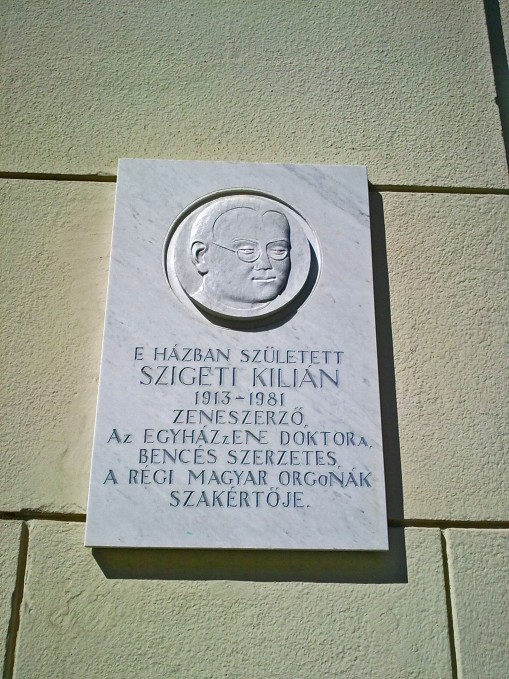 E HÁZBAN SZÜLETETT
SZIGETI KILIÁN
1913-1981
ZENESZERZŐ,
AZ EGYHÁZZENE DOKTORA,
BENCÉS SZERZETES,
A RÉGI MAGYAR ORGONÁK
SZAKÉRTŐJE.